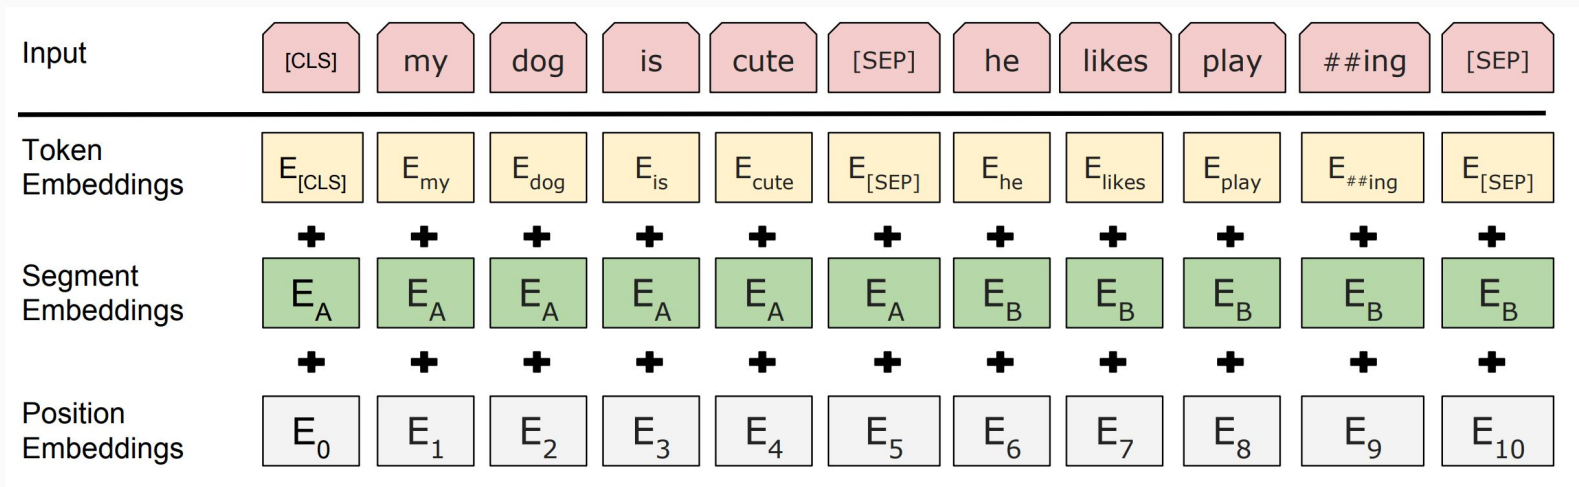 Input [CLS] my dog is cute [SEP] he likes play ##ing [SEP]
Token
Embeddings E[CLS] Emy Edog Eis Ecute E[SEP] Ehe Elikes Eplay E##ing E[SEP]
+ + + + + + + + + + +
Segment
Embeddings EA EA EA EA EA EA EB EB EB EB EB
+ + + + + + + + + + +
Position
Embeddings E0 E1 E2 E3 E4 E5 E6 E7 E8 E9 E10